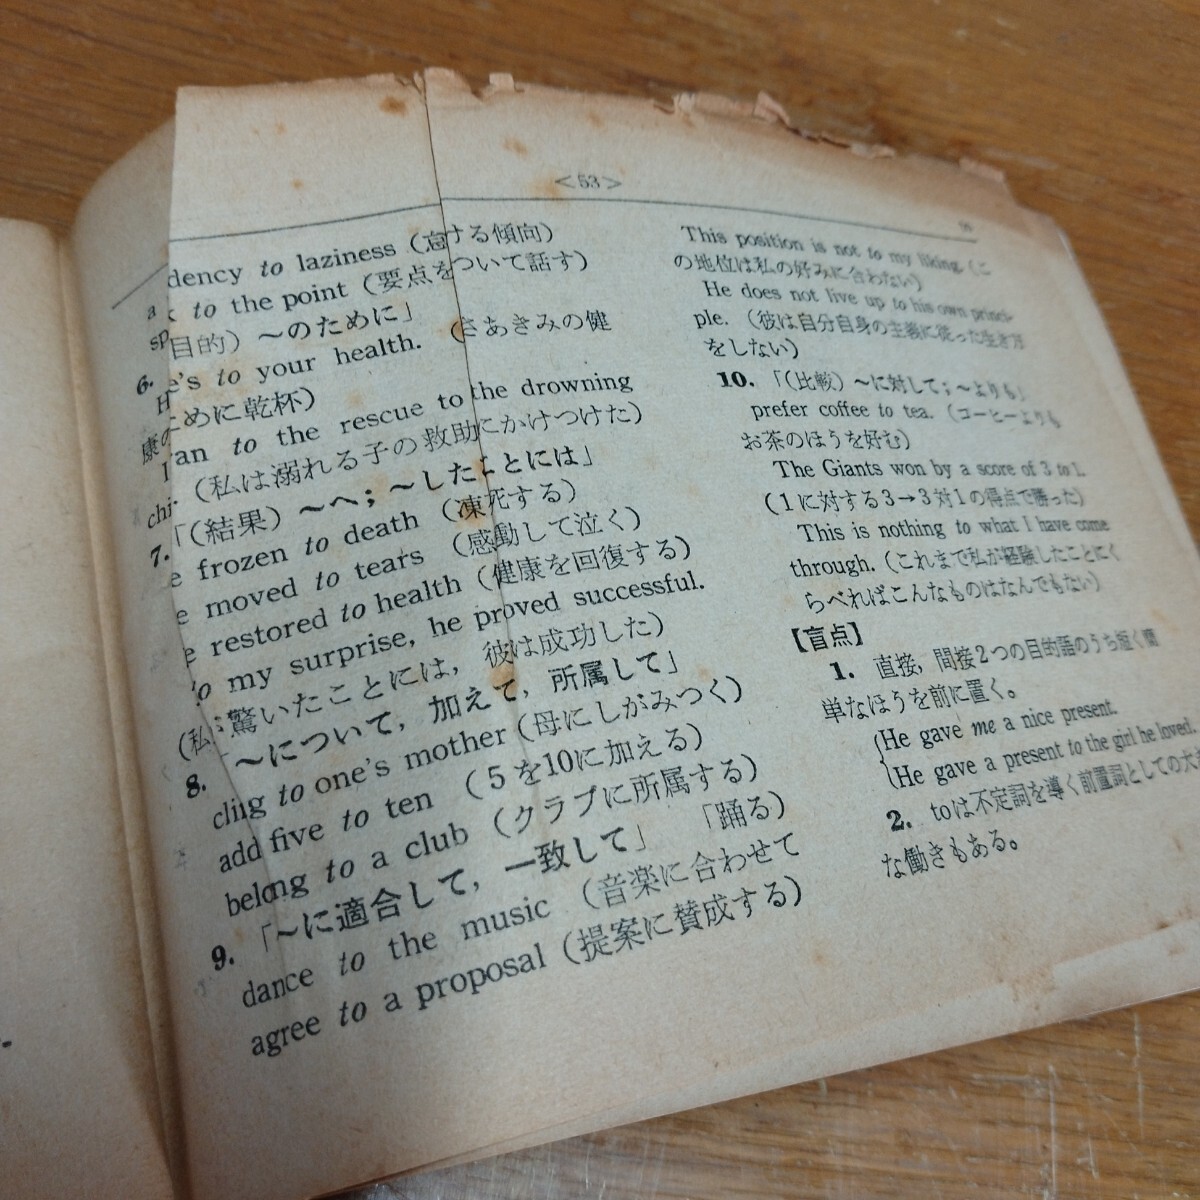 <53>
dency to laziness (怠ける傾向)
to the point (要点をついて話す)
6. 目的) ～のために」
e's to your health. (さあきみの健
康のために乾杯)
ran to the rescue to the drowning
chi (私は溺れる子の救助にかけつけた)
7. 「(結果) ～へ; ～したことには」
e frozen to death (凍死する)
e moved to tears (感動して泣く)
e restored to health (健康を回復する)
To my surprise, he proved successful.
(私が驚いたことには, 彼は成功した)
8. 「～について, 加えて, 所属して」
cling to one's mother (母にしがみつく)
add five to ten (5を10に加える)
belong to a club (クラブに所属する)
9. 「～に適合して, 一致して」 「踊る)
dance to the music (音楽に合わせて
agree to a proposal (提案に賛成する)
This position is not to my liking. (こ
の地位は私の好みに合わない)
He does not live up to his own princi-
ple. (彼は自分自身の主義に従った生き方
をしない)
10. 「(比較) ～に対して; ～よりも」
prefer coffee to tea. (コーヒーよりも
お茶のほうを好む)
The Giants won by a score of 3 to 1.
(1に対する3→3対1の得点で勝った)
This is nothing to what I have come
through. (これまで私が経験したことにく
らべればこんなものはなんでもない)
【盲点】
1. 直接, 間接2つの目的語のうち短く簡
単なほうを前に置く。
He gave me a nice present.
He gave a present to the girl he loved.
2. toは不定詞を導く前置詞としての大
な働きもある。